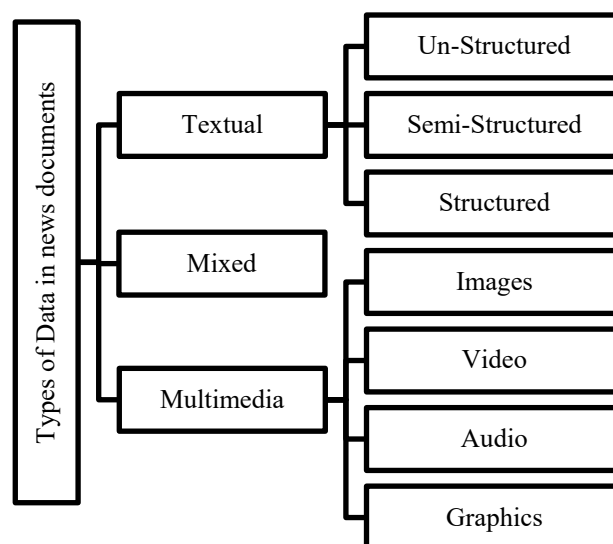 Types of Data in news documents
Textual
Un-Structured
Semi-Structured
Structured
Mixed
Multimedia
Images
Video
Audio
Graphics